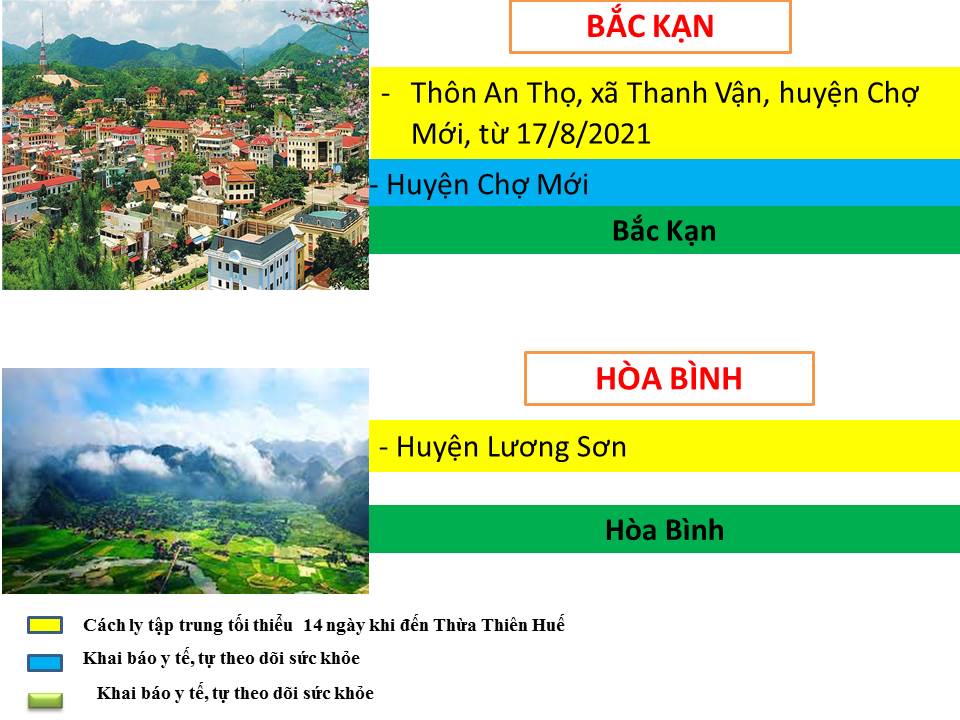 BẮC KẠN
- Thôn An Thọ, xã Thanh Vận, huyện Chợ
Mới, từ 17/8/2021
- Huyện Chợ Mới
Bắc Kạn
HÒA BÌNH
- Huyện Lương Sơn
Hòa Bình
Cách ly tập trung tối thiểu 14 ngày khi đến Thừa Thiên Huế
Khai báo y tế, tự theo dõi sức khỏe
Khai báo y tế, tự theo dõi sức khỏe